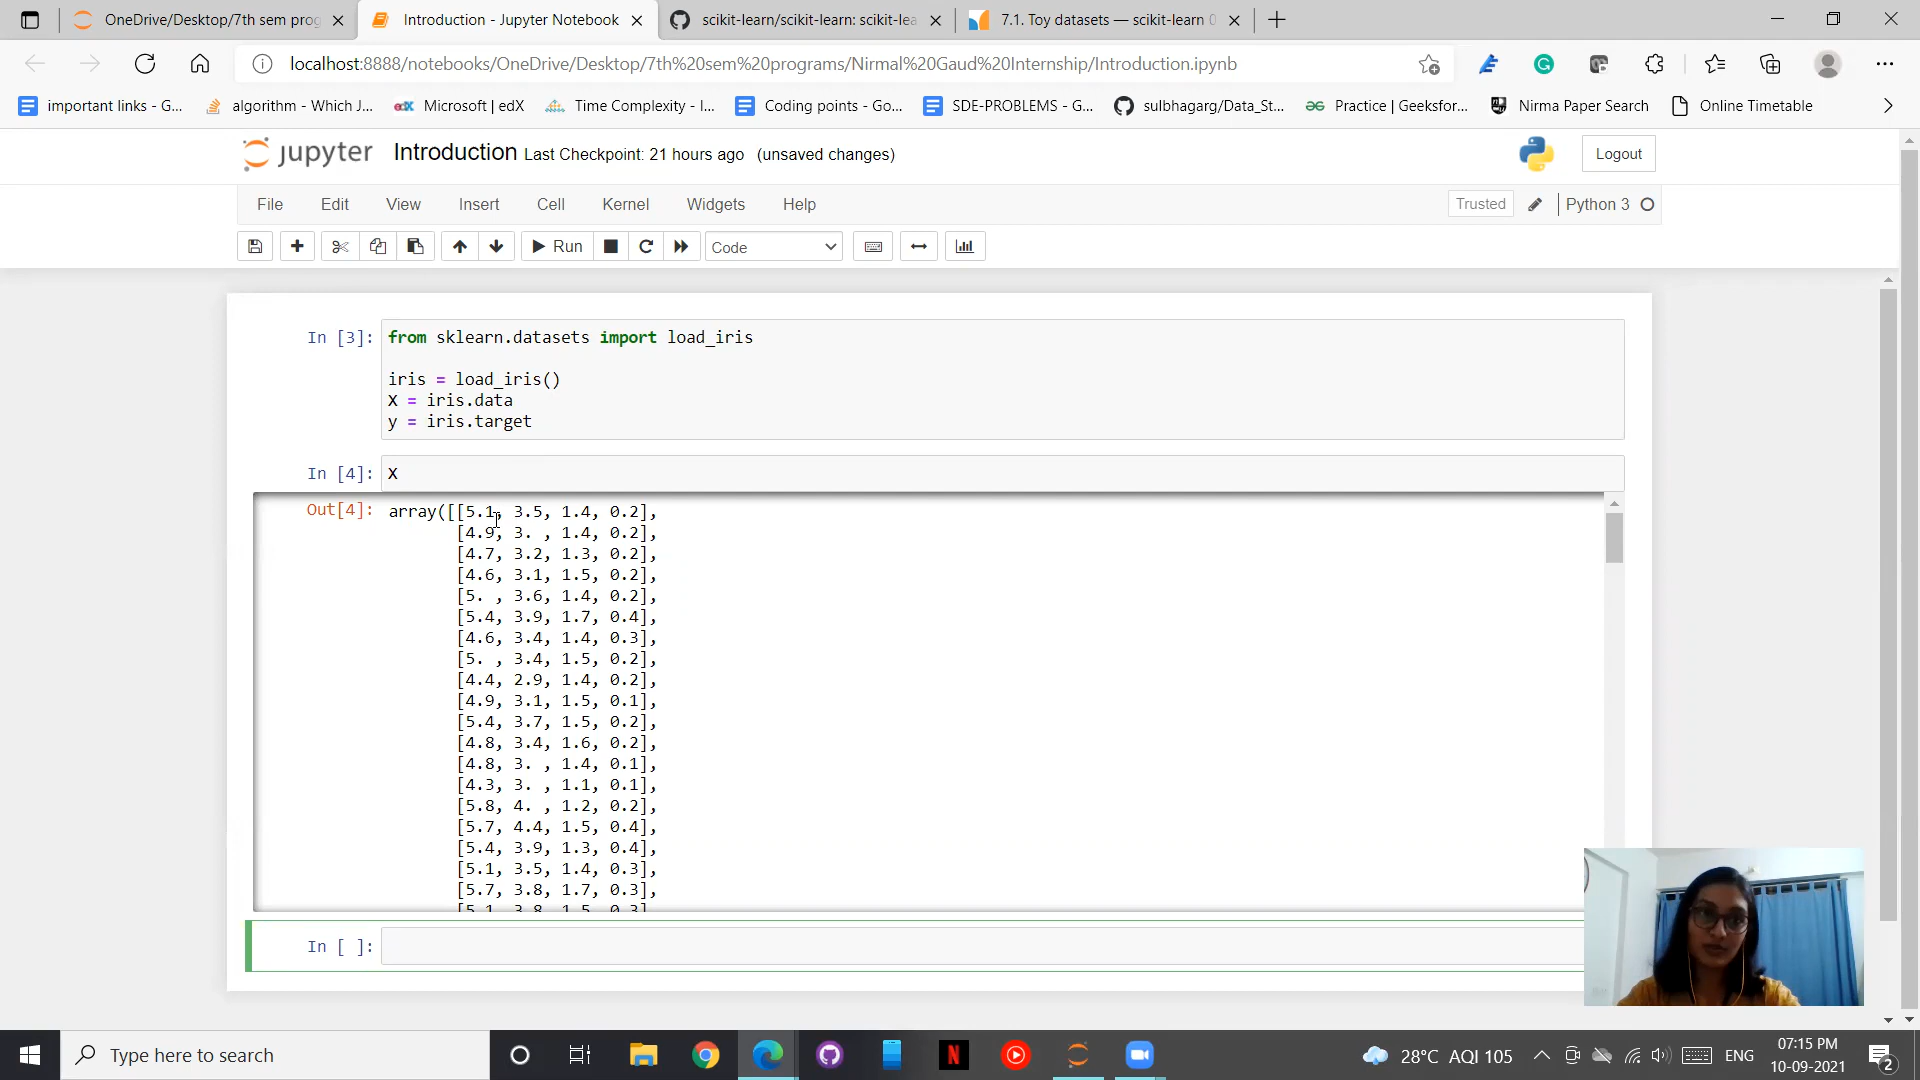 OneDrive/Desktop/7th sem prog
Introduction - Jupyter Notebook
scikit-learn/scikit-learn: scikit-lea
7.1. Toy datasets — scikit-learn 0
localhost:8888/notebooks/OneDrive/Desktop/7th%20sem%20programs/Nirmal%20Gaud%20Internship/Introduction.ipynb
important links - G...
algorithm - Which J...
edX
Microsoft | edX
Time Complexity - I...
Coding points - Go...
SDE-PROBLEMS - G...
sulbhagarg/Data_St...
Practice | Geeksfor...
Nirma Paper Search
Online Timetable
jupyter Introduction Last Checkpoint: 21 hours ago (unsaved changes)
Logout
File Edit View Insert Cell Kernel Widgets Help
Trusted
Python 3
Run
Code
In [3]: from sklearn.datasets import load_iris
iris = load_iris()
X = iris.data
y = iris.target
In [4]: X
Out[4]: array([[5.1, 3.5, 1.4, 0.2],
[4.9, 3. , 1.4, 0.2],
[4.7, 3.2, 1.3, 0.2],
[4.6, 3.1, 1.5, 0.2],
[5. , 3.6, 1.4, 0.2],
[5.4, 3.9, 1.7, 0.4],
[4.6, 3.4, 1.4, 0.3],
[5. , 3.4, 1.5, 0.2],
[4.4, 2.9, 1.4, 0.2],
[4.9, 3.1, 1.5, 0.1],
[5.4, 3.7, 1.5, 0.2],
[4.8, 3.4, 1.6, 0.2],
[4.8, 3. , 1.4, 0.1],
[4.3, 3. , 1.1, 0.1],
[5.8, 4. , 1.2, 0.2],
[5.7, 4.4, 1.5, 0.4],
[5.4, 3.9, 1.3, 0.4],
[5.1, 3.5, 1.4, 0.3],
[5.7, 3.8, 1.7, 0.3],
[5.1, 3.8, 1.5, 0.3],
In [ ]:
Type here to search
N
28°C AQI 105
ENG
07:15 PM
10-09-2021
2